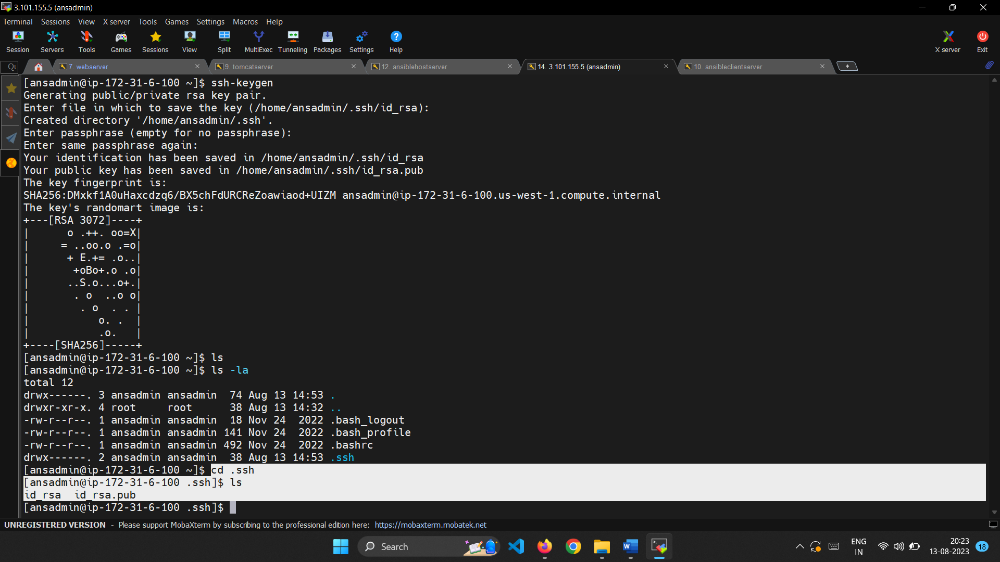 3.101.155.5 (ansadmin)
Terminal Sessions View X server Tools Games Settings Macros Help
Session Servers Tools Games Sessions View Split MultiExec Tunneling Packages Settings Help X server Exit
7. webserver 9. tomcatserver 12. ansiblehostserver 14. 3.101.155.5 (ansadmin) 10. ansibleclientserver
[ansadmin@ip-172-31-6-100 ~]$ ssh-keygen
Generating public/private rsa key pair.
Enter file in which to save the key (/home/ansadmin/.ssh/id_rsa):
Created directory '/home/ansadmin/.ssh'.
Enter passphrase (empty for no passphrase):
Enter same passphrase again:
Your identification has been saved in /home/ansadmin/.ssh/id_rsa
Your public key has been saved in /home/ansadmin/.ssh/id_rsa.pub
The key fingerprint is:
SHA256:DMxkf1A0uHaxcdzq6/BX5chFdURCReZoawiaod+UIZM ansadmin@ip-172-31-6-100.us-west-1.compute.internal
The key's randomart image is:
+---[RSA 3072]----+
|      o .++. oo=X|
|     = ..oo.o .=o|
|      + E.+= .o..|
|       +oBo+.o .o|
|      ..S.o...o+.|
|       . o  ..o o|
|        . o  . . |
|           o. .  |
|           .o.   |
+----[SHA256]-----+
[ansadmin@ip-172-31-6-100 ~]$ ls
[ansadmin@ip-172-31-6-100 ~]$ ls -la
total 12
drwx------. 3 ansadmin ansadmin  74 Aug 13 14:53 .
drwxr-xr-x. 4 root     root      38 Aug 13 14:32 ..
-rw-r--r--. 1 ansadmin ansadmin  18 Nov 24  2022 .bash_logout
-rw-r--r--. 1 ansadmin ansadmin 141 Nov 24  2022 .bash_profile
-rw-r--r--. 1 ansadmin ansadmin 492 Nov 24  2022 .bashrc
drwx------. 2 ansadmin ansadmin  38 Aug 13 14:53 .ssh
[ansadmin@ip-172-31-6-100 ~]$ cd .ssh
[ansadmin@ip-172-31-6-100 .ssh]$ ls
id_rsa  id_rsa.pub
[ansadmin@ip-172-31-6-100 .ssh]$
UNREGISTERED VERSION - Please support MobaXterm by subscribing to the professional edition here: https://mobaxterm.mobatek.net
Search
ENG
IN
20:23
13-08-2023
18